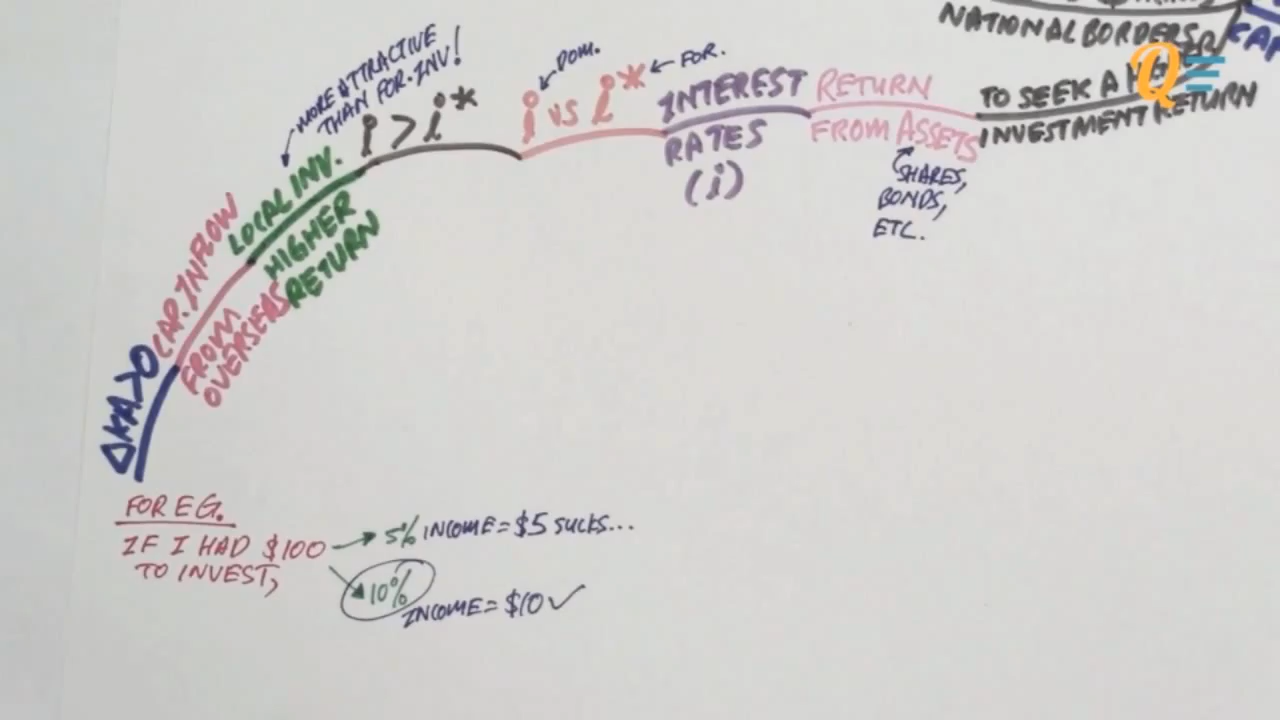 NATIONAL BORDERS
TO SEEK A
INVESTMENT RETURN
RETURN
FROM ASSETS
SHARES,
BONDS,
ETC.
INTEREST
RATES
(i)
i vs i*
DOM.
FOR.
i > i*
MORE ATTRACTIVE
THAN FOR. INV!
LOCAL INV.
HIGHER
RETURN
CAP. INFLOW
FROM
OVERSEAS
ΔKA>0
FOR EG.
IF I HAD $100
TO INVEST,
5% INCOME = $5 SUCKS...
10%
INCOME = $10 ✓